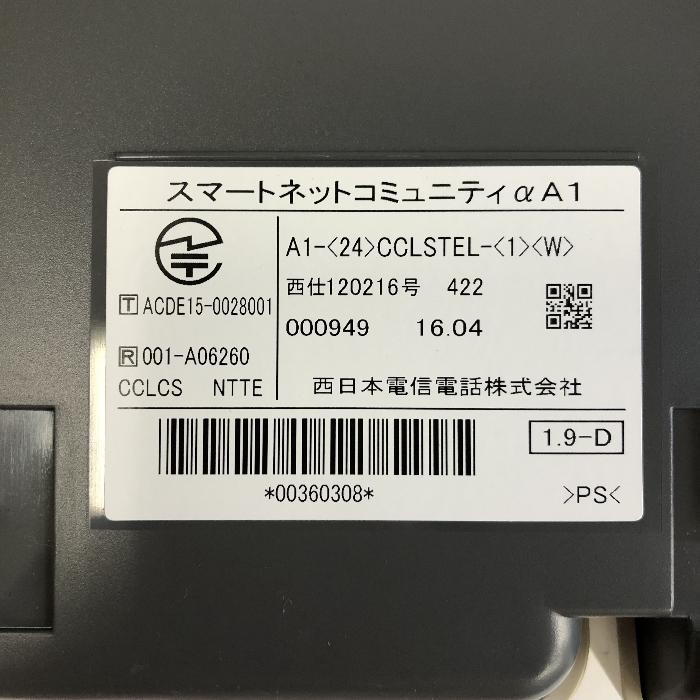 スマートネットコミュニティαA1
A1-<24>CCLSTEL-<1><W>
西仕120216号 422
T ACDE15-0028001
000949 16.04
R 001-A06260
CCLCS NTTE
西日本電信電話株式会社
1.9-D
*00360308*
>PS<